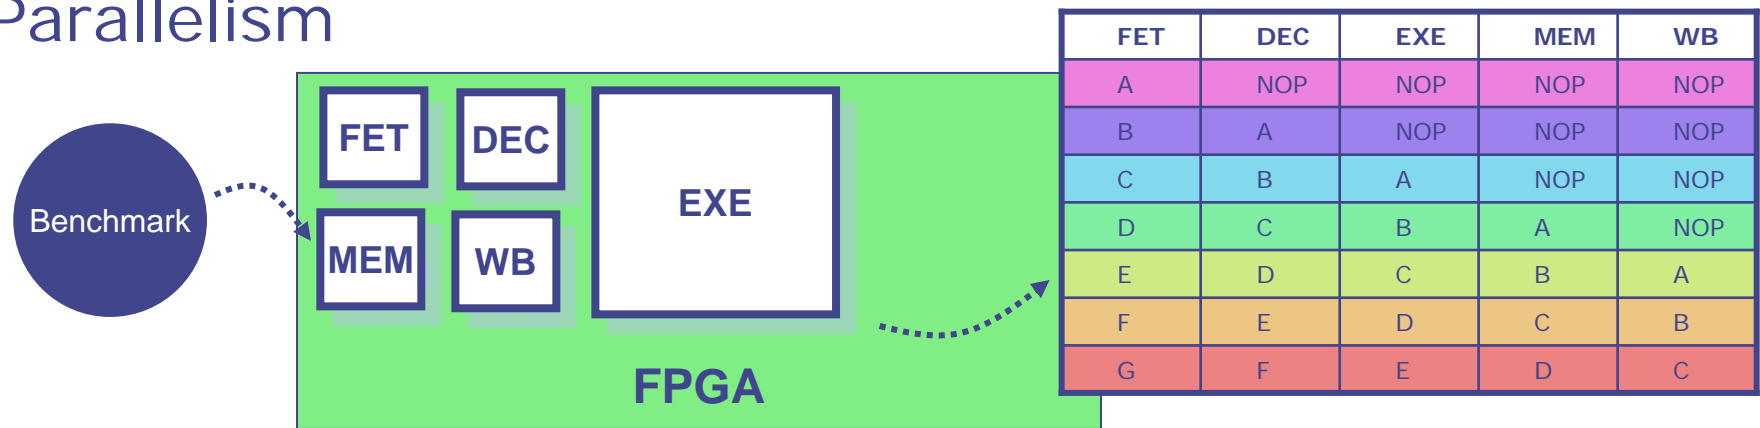 Parallelism
Benchmark
FET DEC
EXE
MEM WB
FPGA
FET DEC EXE MEM WB
A NOP NOP NOP NOP
B A NOP NOP NOP
C B A NOP NOP
D C B A NOP
E D C B A
F E D C B
G F E D C